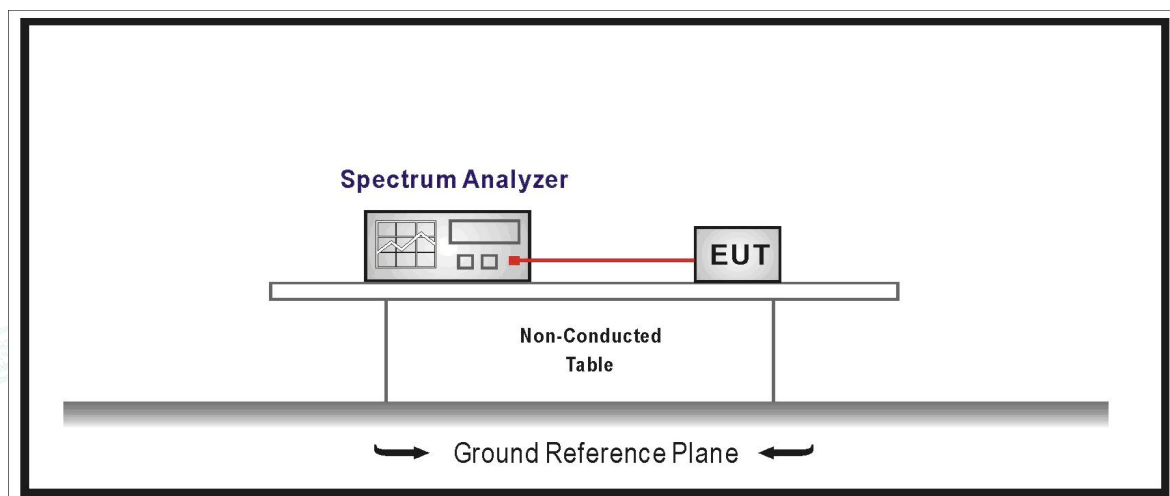 Spectrum Analyzer
EUT
Non-Conducted
Table
Ground Reference Plane